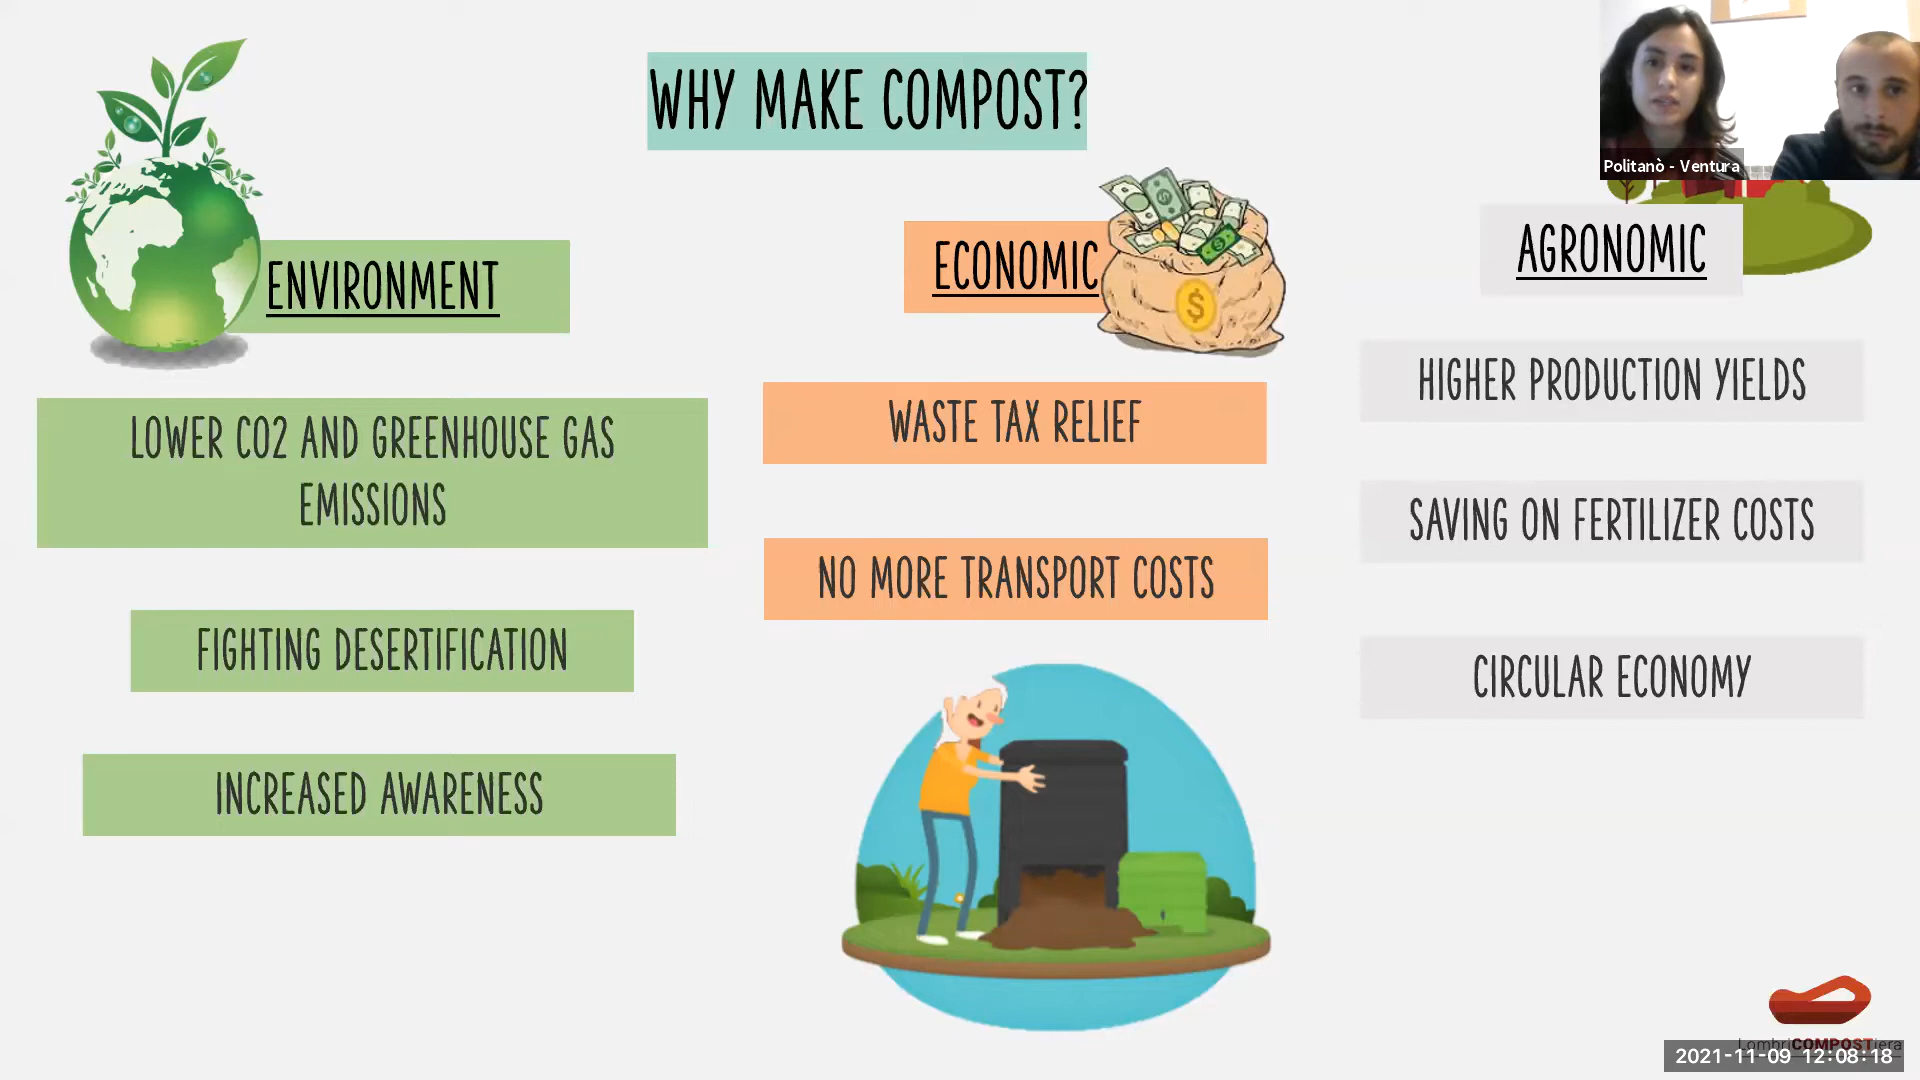 WHY MAKE COMPOST?
Politanò - Ventura
ENVIRONMENT
LOWER CO2 AND GREENHOUSE GAS
EMISSIONS
FIGHTING DESERTIFICATION
INCREASED AWARENESS
ECONOMIC
$
WASTE TAX RELIEF
NO MORE TRANSPORT COSTS
AGRONOMIC
HIGHER PRODUCTION YIELDS
SAVING ON FERTILIZER COSTS
CIRCULAR ECONOMY
LombriCOMPOSTiera
2021-11-09 12:08:18